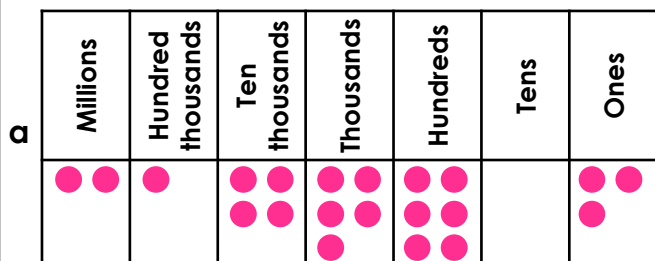 a
Millions
Hundred
thousands
Ten
thousands
Thousands
Hundreds
Tens
Ones